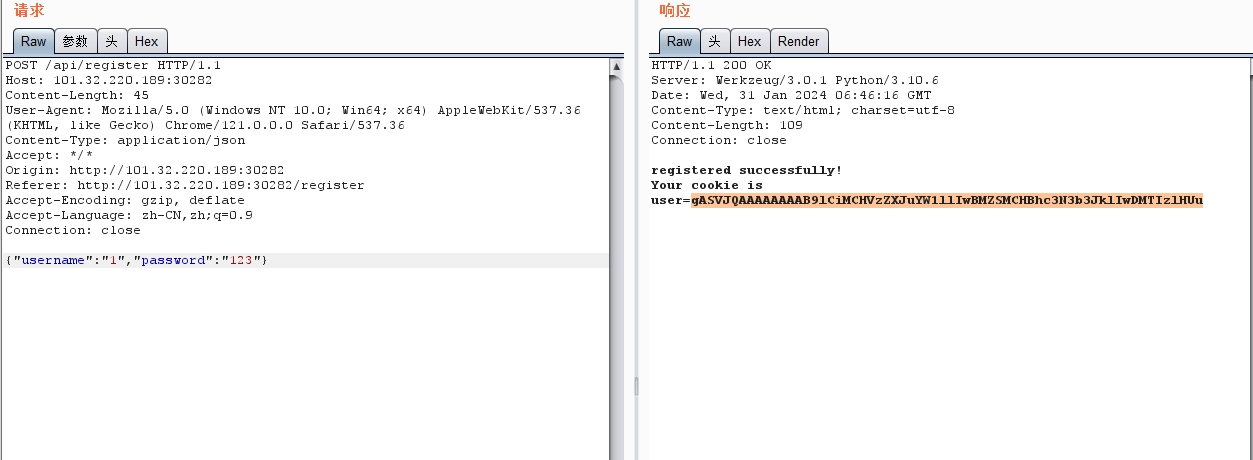 请求
Raw 参数 头 Hex
POST /api/register HTTP/1.1
Host: 101.32.220.189:30282
Content-Length: 45
User-Agent: Mozilla/5.0 (Windows NT 10.0; Win64; x64) AppleWebKit/537.36
(KHTML, like Gecko) Chrome/121.0.0.0 Safari/537.36
Content-Type: application/json
Accept: */*
Origin: http://101.32.220.189:30282
Referer: http://101.32.220.189:30282/register
Accept-Encoding: gzip, deflate
Accept-Language: zh-CN,zh;q=0.9
Connection: close
{"username":"1","password":"123"}
响应
Raw 头 Hex Render
HTTP/1.1 200 OK
Server: Werkzeug/3.0.1 Python/3.10.6
Date: Wed, 31 Jan 2024 06:46:16 GMT
Content-Type: text/html; charset=utf-8
Content-Length: 109
Connection: close
registered successfully!
Your cookie is
user=gASVJQAAAAAAAAB9lCiMCHVzZXJuYW1llIwBMZSMCHBhc3N3b3JklIwDMTIzlHUu